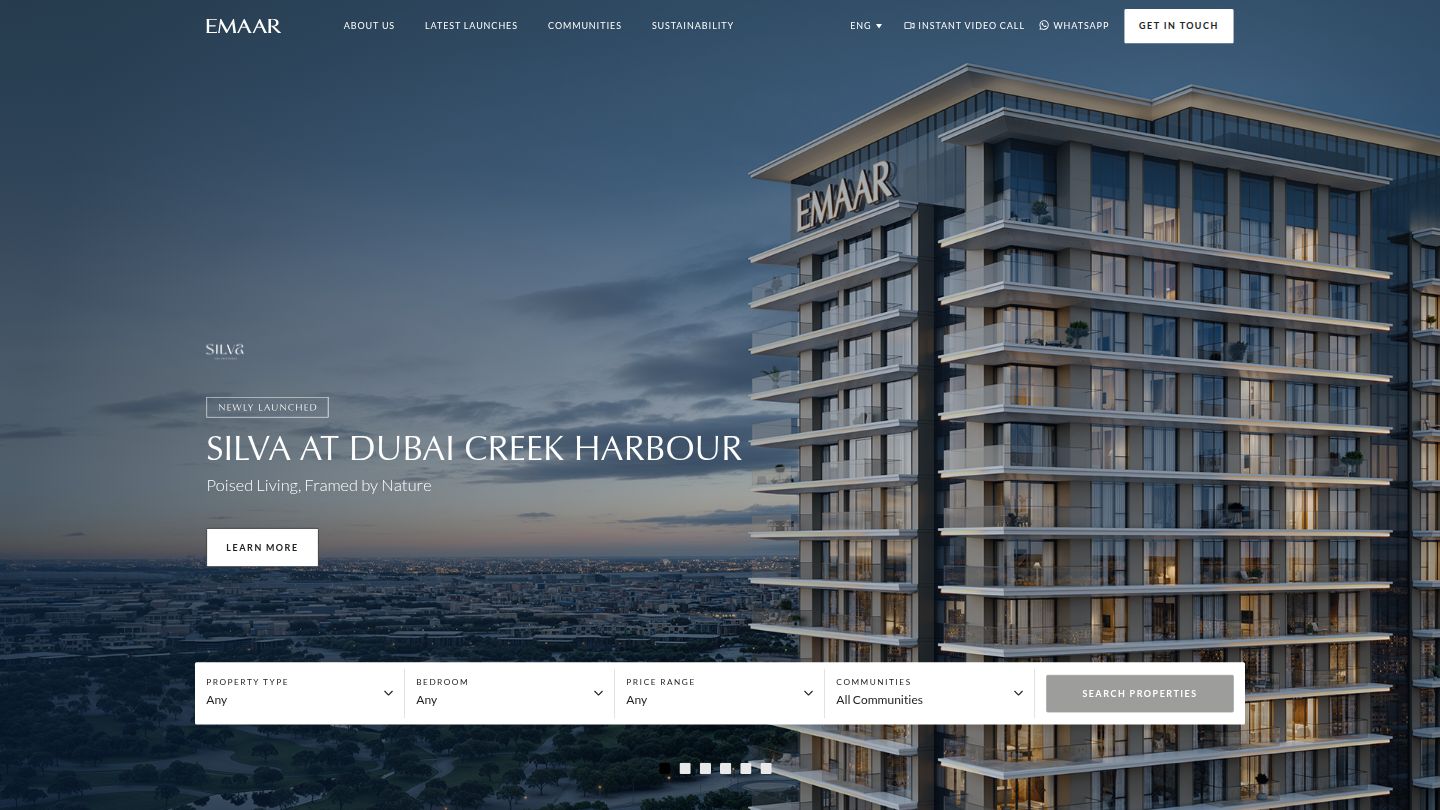 EMAAR
ABOUT US
LATEST LAUNCHES
COMMUNITIES
SUSTAINABILITY
ENG
INSTANT VIDEO CALL
WHATSAPP
GET IN TOUCH
EMAAR
SILVA
NEWLY LAUNCHED
SILVA AT DUBAI CREEK HARBOUR
Poised Living, Framed by Nature
LEARN MORE
PROPERTY TYPE
Any
BEDROOM
Any
PRICE RANGE
Any
COMMUNITIES
All Communities
SEARCH PROPERTIES